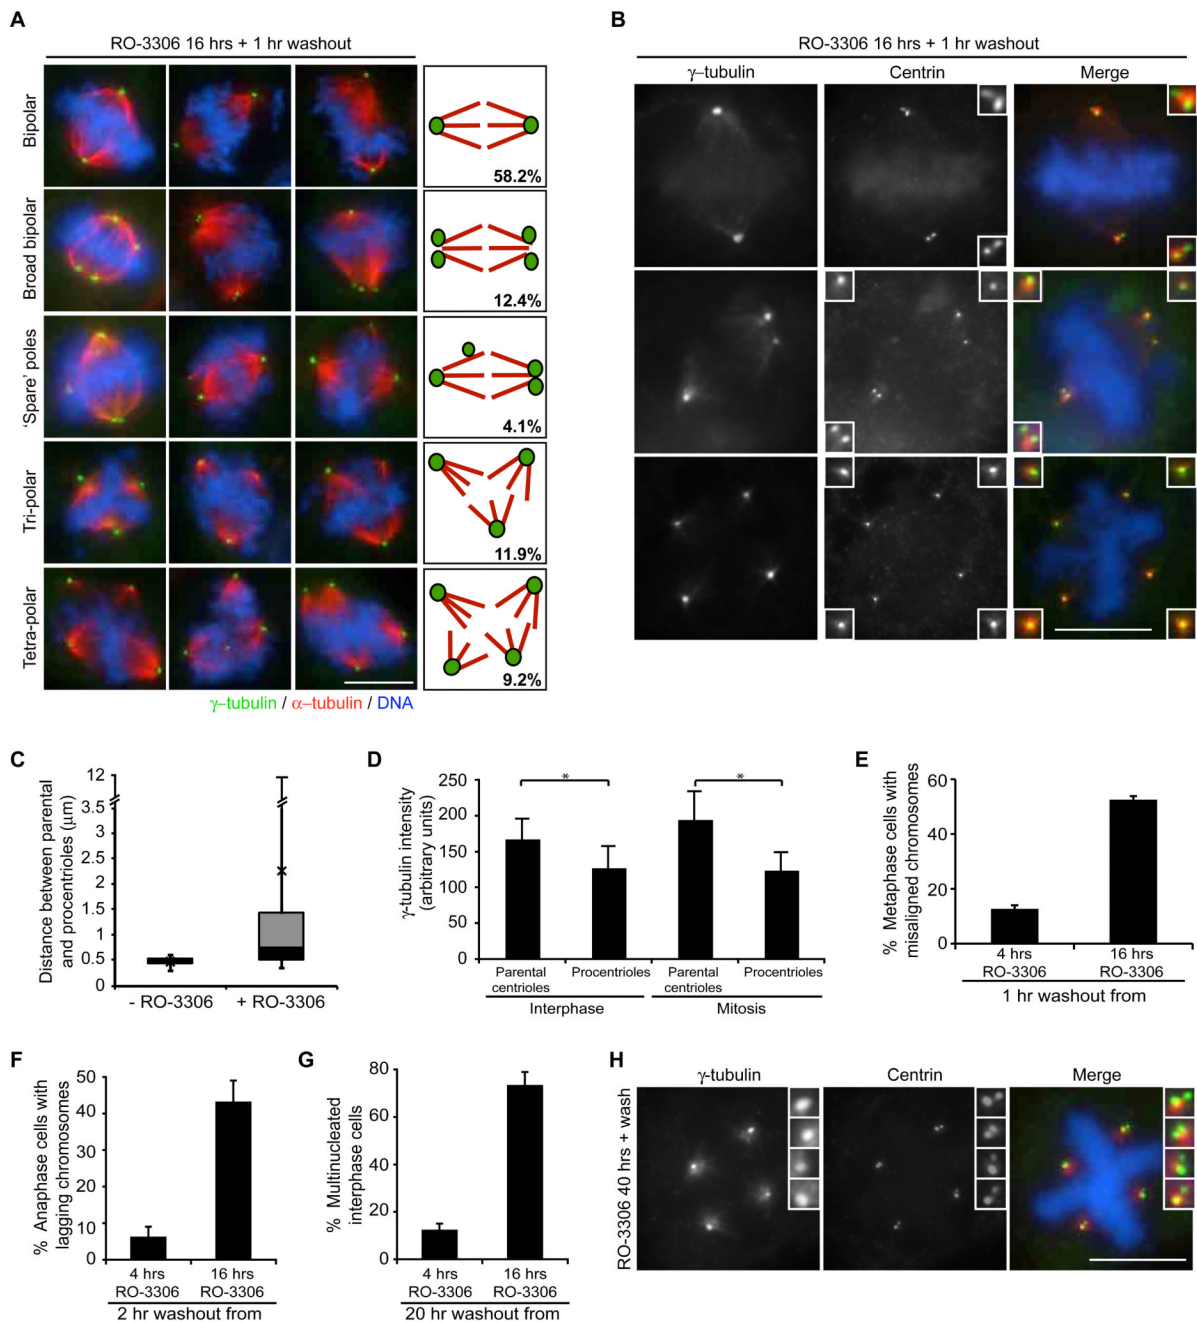 A
RO-3306 16 hrs + 1 hr washout
Bipolar
58.2%
Broad bipolar
12.4%
'Spare' poles
4.1%
Tri-polar
11.9%
Tetra-polar
9.2%
γ–tubulin / α–tubulin / DNA
B
RO-3306 16 hrs + 1 hr washout
γ–tubulin Centrin Merge
C
Distance between parental
and procentrioles (µm)
12
3.5
3
2.5
2
1.5
1
0.5
0
- RO-3306 + RO-3306
D
γ-tubulin intensity
(arbitrary units)
250
200
150
100
50
0
* *
Parental Procentrioles Parental Procentrioles
centrioles centrioles
Interphase Mitosis
E
% Metaphase cells with
misaligned chromosomes
60
40
20
0
4 hrs 16 hrs
RO-3306 RO-3306
1 hr washout from
F
% Anaphase cells with
lagging chromosomes
50
40
30
20
10
0
4 hrs 16 hrs
RO-3306 RO-3306
2 hr washout from
G
% Multinucleated
interphase cells
80
60
40
20
0
4 hrs 16 hrs
RO-3306 RO-3306
20 hr washout from
H
γ-tubulin Centrin Merge
RO-3306 40 hrs + wash